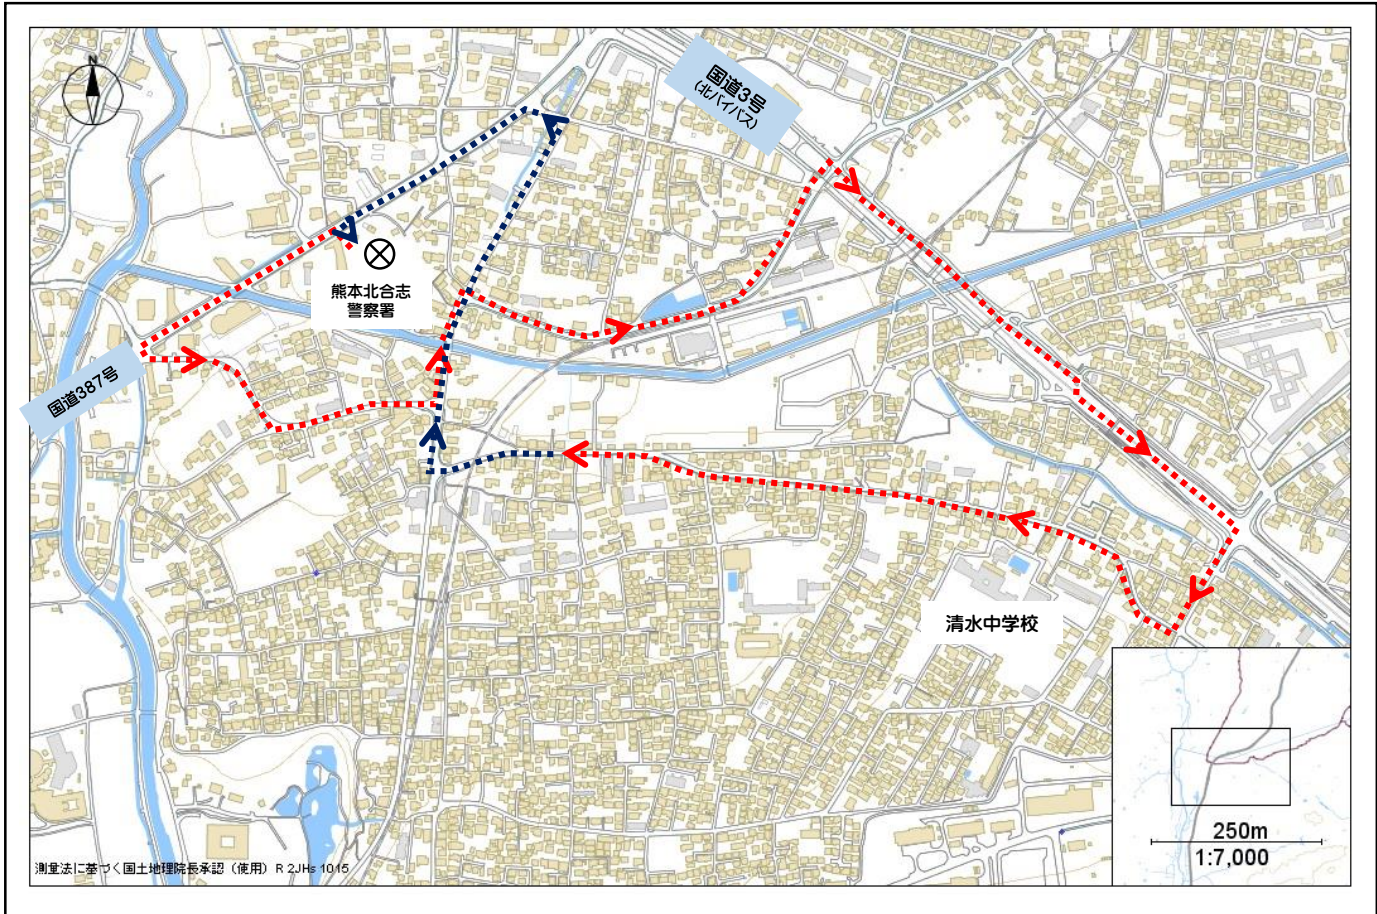 N
国道3号
(北バイパス)
熊本北合志
警察署
国道387号
清水中学校
250m
1:7,000
測量法に基づく国土地理院長承認（使用）R 2JHs 1015